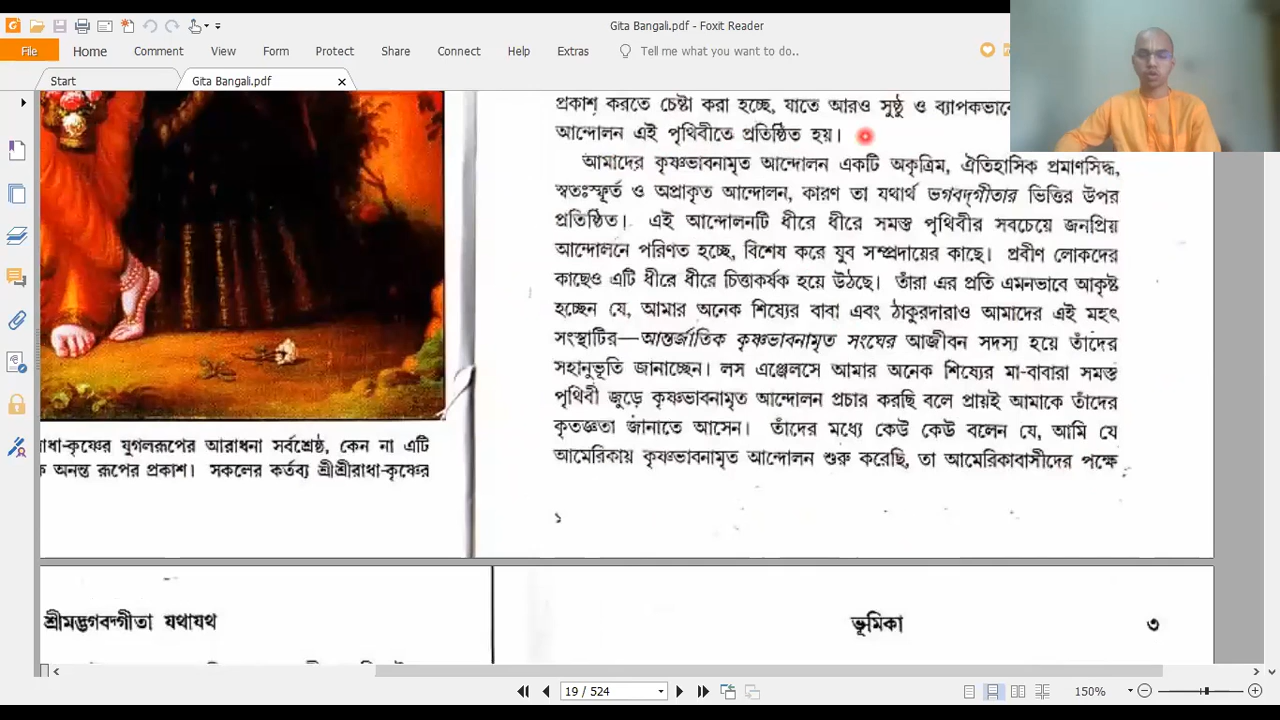 Gita Bangali.pdf - Foxit Reader
File Home Comment View Form Protect Share Connect Help Extras Tell me what you want to do..
Start Gita Bangali.pdf
প্রকাশ করতে চেষ্টা করা হচ্ছে, যাতে আরও সুষ্ঠু ও ব্যাপকভাবে
আন্দোলন এই পৃথিবীতে প্রতিষ্ঠিত হয়।
আমাদের কৃষ্ণভাবনামৃত আন্দোলন একটি অকৃত্রিম, ঐতিহাসিক প্রমাণসিদ্ধ,
স্বতঃস্ফূর্ত ও অপ্রাকৃত আন্দোলন, কারণ তা যথার্থ ভগবদ্গীতার ভিত্তির উপর
প্রতিষ্ঠিত। এই আন্দোলনটি ধীরে ধীরে সমস্ত পৃথিবীর সবচেয়ে জনপ্রিয়
আন্দোলনে পরিণত হচ্ছে, বিশেষ করে যুব সম্প্রদায়ের কাছে। প্রবীণ লোকদের
কাছেও এটি ধীরে ধীরে চিত্তাকর্ষক হয়ে উঠছে। তাঁরা এর প্রতি এমনভাবে আকৃষ্ট
হচ্ছেন যে, আমার অনেক শিষ্যের বাবা এবং ঠাকুরদারাও আমাদের এই মহৎ
সংস্থাটির—আন্তর্জাতিক কৃষ্ণভাবনামৃত সংঘের আজীবন সদস্য হয়ে তাঁদের
সহানুভূতি জানাচ্ছেন। লস এঞ্জেলসে আমার অনেক শিষ্যের মা-বাবারা সমস্ত
পৃথিবী জুড়ে কৃষ্ণভাবনামৃত আন্দোলন প্রচার করছি বলে প্রায়ই আমাকে তাঁদের
কৃতজ্ঞতা জানাতে আসেন। তাঁদের মধ্যে কেউ কেউ বলেন যে, আমি যে
আমেরিকায় কৃষ্ণভাবনামৃত আন্দোলন শুরু করেছি, তা আমেরিকাবাসীদের পক্ষে
১
রাধা-কৃষ্ণের যুগলরূপের আরাধনা সর্বশ্রেষ্ঠ, কেন না এটি
অনন্ত রূপের প্রকাশ। সকলের কর্তব্য শ্রীশ্রীরাধা-কৃষ্ণের
শ্রীমদ্ভগবদ্গীতা যথাযথ
ভূমিকা ৩
19 / 524 150%